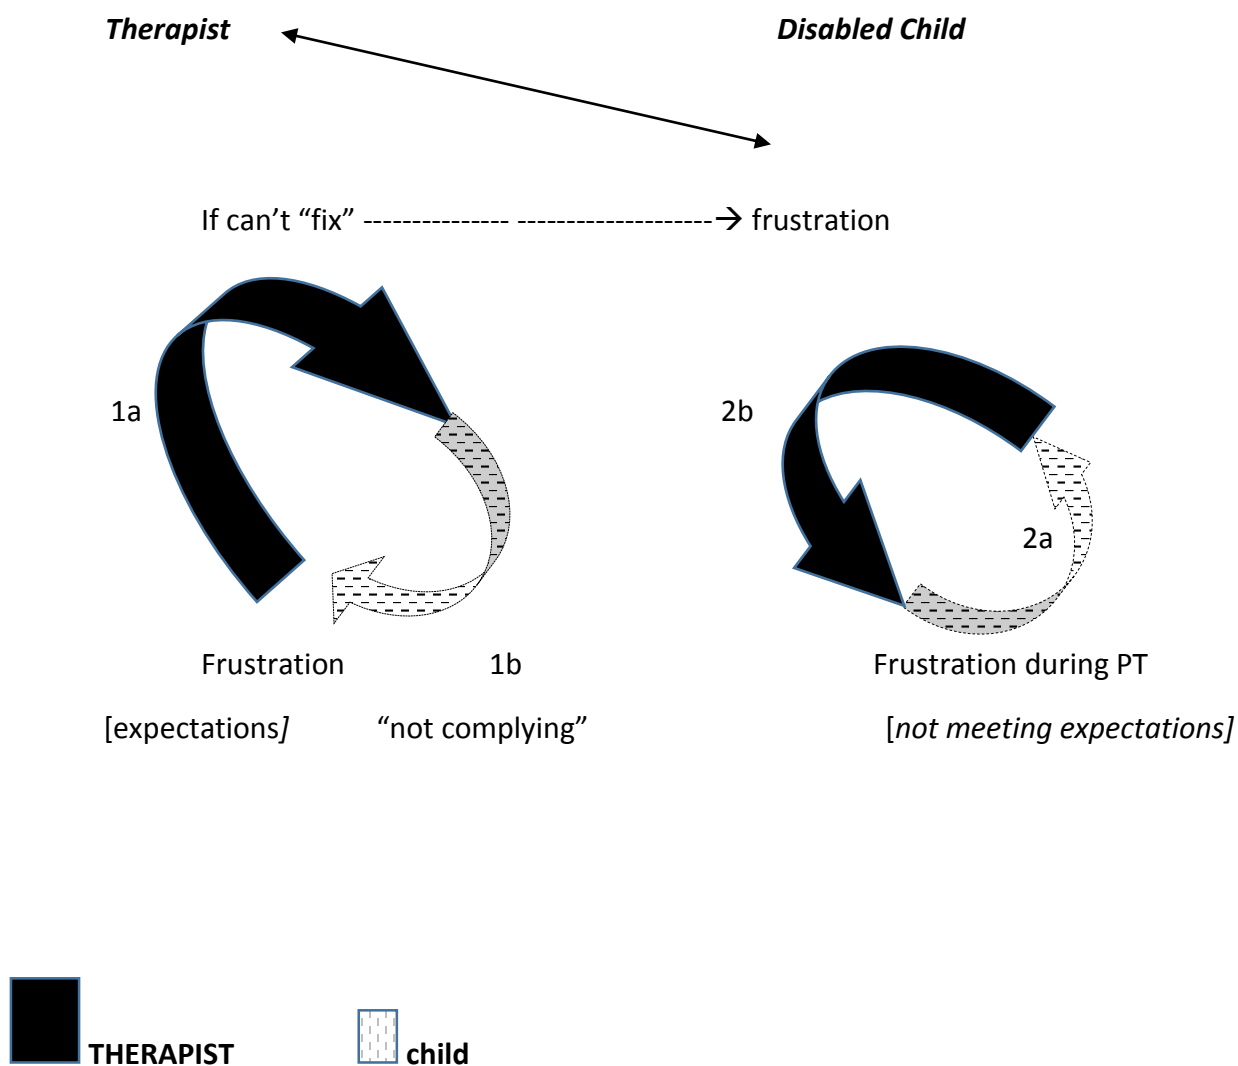 Therapist Disabled Child
If can’t “fix” --------------- --------------------→ frustration
1a
2b
2a
Frustration 1b Frustration during PT
[expectations] “not complying” [not meeting expectations]
THERAPIST child